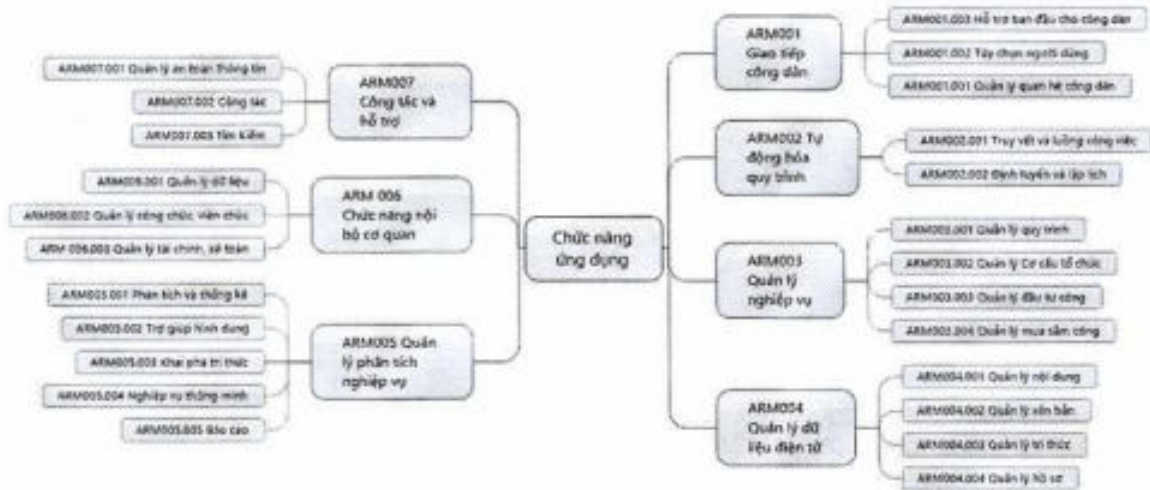 ARM007
Công tác và
hỗ trợ
ARM007.001 Quản lý an toàn thông tin
ARM007.002 Cộng tác
ARM007.003 Tìm kiếm
ARM 006
Chức năng nội
bộ cơ quan
ARM006.001 Quản lý dữ liệu
ARM006.002 Quản lý công chức, viên chức
ARM 006.003 Quản lý tài chính, kế toán
ARM005 Quản
lý phân tích
nghiệp vụ
ARM005.001 Phân tích và thống kê
ARM005.002 Trợ giúp hình dung
ARM005.003 Khai phá tri thức
ARM005.004 Nghiệp vụ thông minh
ARM005.005 Báo cáo
Chức năng
ứng dụng
ARM001
Giao tiếp
công dân
ARM001.003 Hỗ trợ ban đầu cho công dân
ARM001.002 Tùy chọn người dùng
ARM001.001 Quản lý quan hệ công dân
ARM002 Tự
động hóa
quy trình
ARM002.001 Truy vết và luồng công việc
ARM002.002 Định tuyến và lập lịch
ARM003
Quản lý
nghiệp vụ
ARM003.001 Quản lý quy trình
ARM003.002 Quản lý Cơ cấu tổ chức
ARM003.003 Quản lý đầu tư công
ARM003.004 Quản lý mua sắm công
ARM004
Quản lý dữ
liệu điện tử
ARM004.001 Quản lý nội dung
ARM004.002 Quản lý văn bản
ARM004.003 Quản lý tri thức
ARM004.004 Quản lý hồ sơ